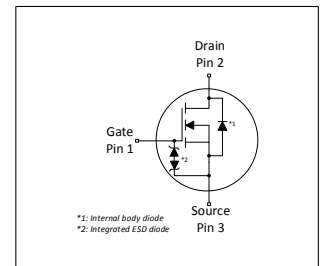 Drain
Pin 2
*1
Gate
Pin 1
*2
Source
Pin 3
*1: Internal body diode
*2: Integrated ESD diode